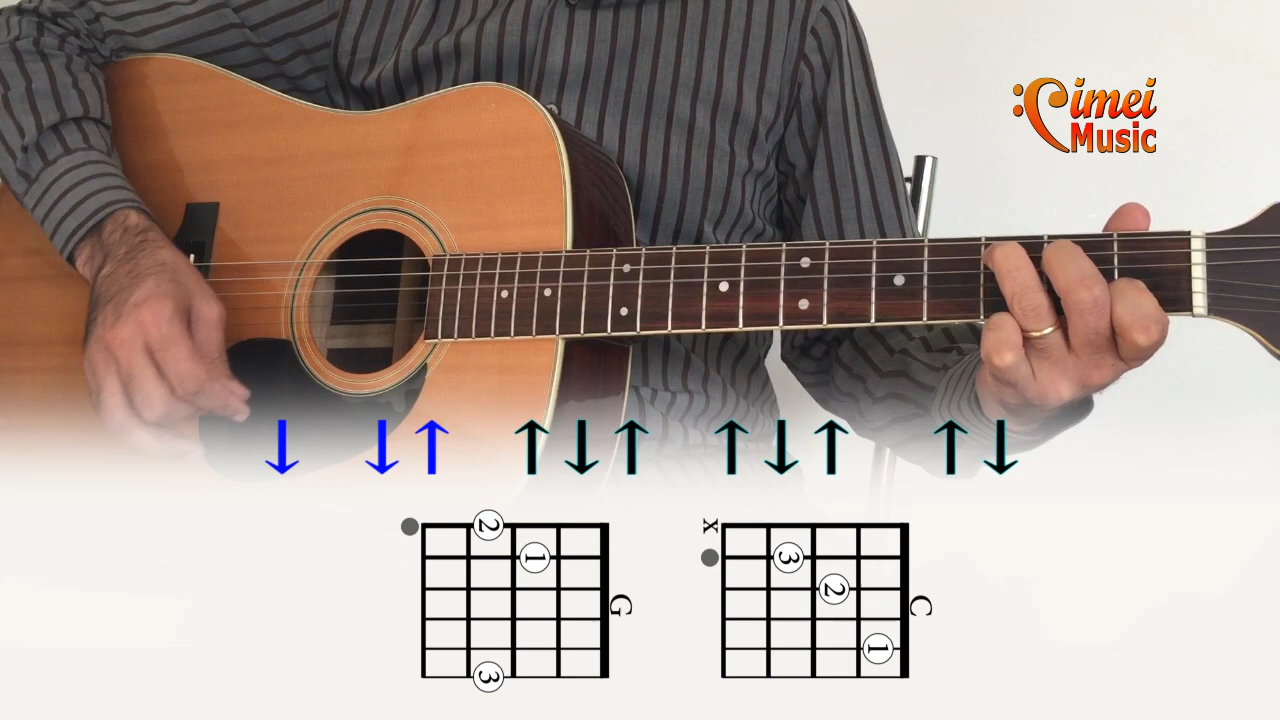 Cimei
Music
↓ ↓ ↑ ↑ ↓ ↑ ↑ ↓ ↑ ↑ ↓
2
1
3
G
x
3
2
1
C